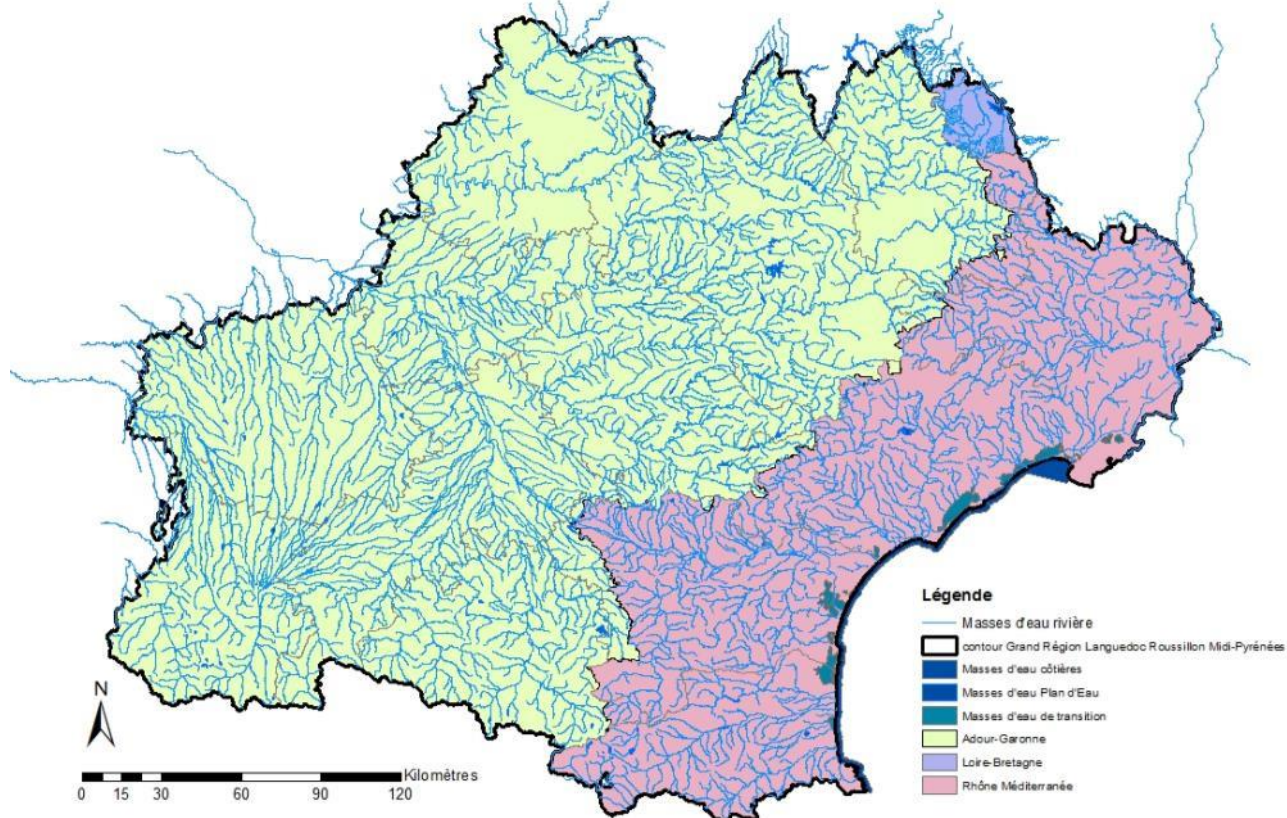 Légende
Masses d'eau rivière
contour Grand Région Languedoc Roussillon Midi-Pyrénées
Masses d'eau côtières
Masses d'eau Plan d'Eau
Masses d'eau de transition
Adour-Garonne
Loire-Bretagne
Rhône Méditerranée
N
Kilomètres
0 15 30 60 90 120